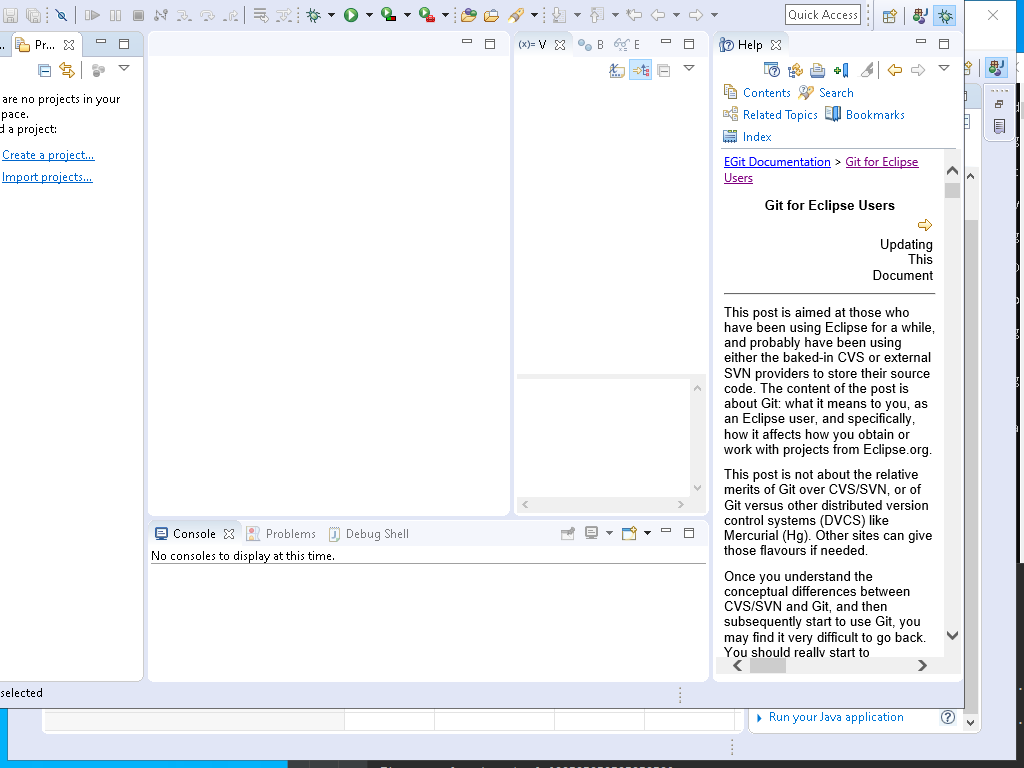 Quick Access
Pr...
are no projects in your
pace.
d a project:
Create a project...
Import projects...
(x)= V
B
E
Help
Contents
Search
Related Topics
Bookmarks
Index
EGit Documentation > Git for Eclipse
Users
Git for Eclipse Users
Updating
This
Document
This post is aimed at those who
have been using Eclipse for a while,
and probably have been using
either the baked-in CVS or external
SVN providers to store their source
code. The content of the post is
about Git: what it means to you, as
an Eclipse user, and specifically,
how it affects how you obtain or
work with projects from Eclipse.org.
This post is not about the relative
merits of Git over CVS/SVN, or of
Git versus other distributed version
control systems (DVCS) like
Mercurial (Hg). Other sites can give
those flavours if needed.
Once you understand the
conceptual differences between
CVS/SVN and Git, and then
subsequently start to use Git, you
may find it very difficult to go back.
You should really start to
Console
Problems
Debug Shell
No consoles to display at this time.
selected
Run your Java application